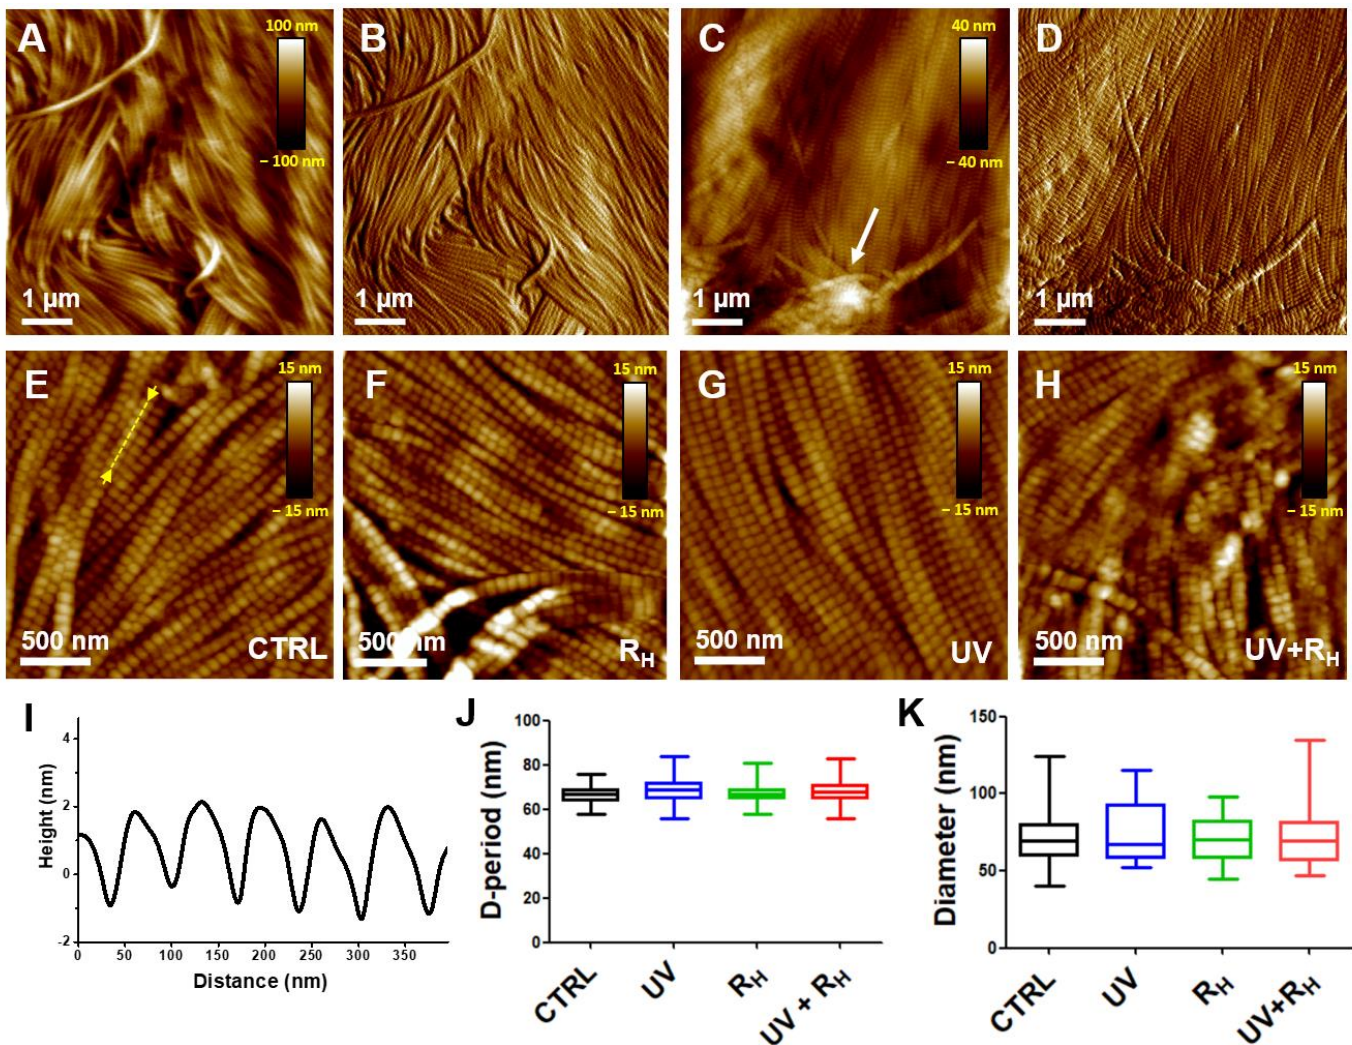 A
100 nm
– 100 nm
1 µm
B
1 µm
C
40 nm
– 40 nm
1 µm
D
1 µm
E
15 nm
– 15 nm
500 nm
CTRL
F
15 nm
– 15 nm
500 nm
RH
G
15 nm
– 15 nm
500 nm
UV
H
15 nm
– 15 nm
500 nm
UV+RH
I
Height (nm)
4
2
0
-2
0 50 100 150 200 250 300 350
Distance (nm)
J
D-period (nm)
100
80
60
40
20
0
CTRL
UV
RH
UV + RH
K
Diameter (nm)
150
100
50
0
CTRL
UV
RH
UV+RH